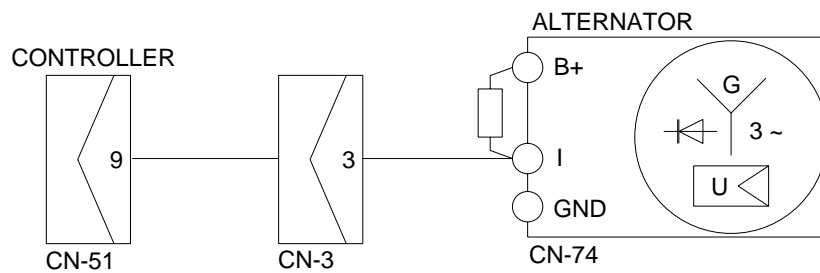 ALTERNATOR
CONTROLLER
B+
G
3 ~
9
3
I
U
GND
CN-51
CN-3
CN-74